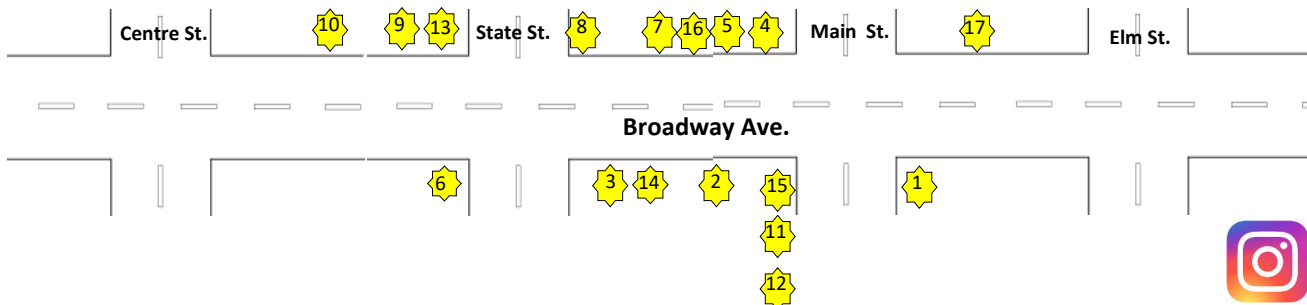 10 9 13 8 7 16 5 4 17
Centre St. State St. Main St. Elm St.
Broadway Ave.
6 3 14 2 15 1
11
12